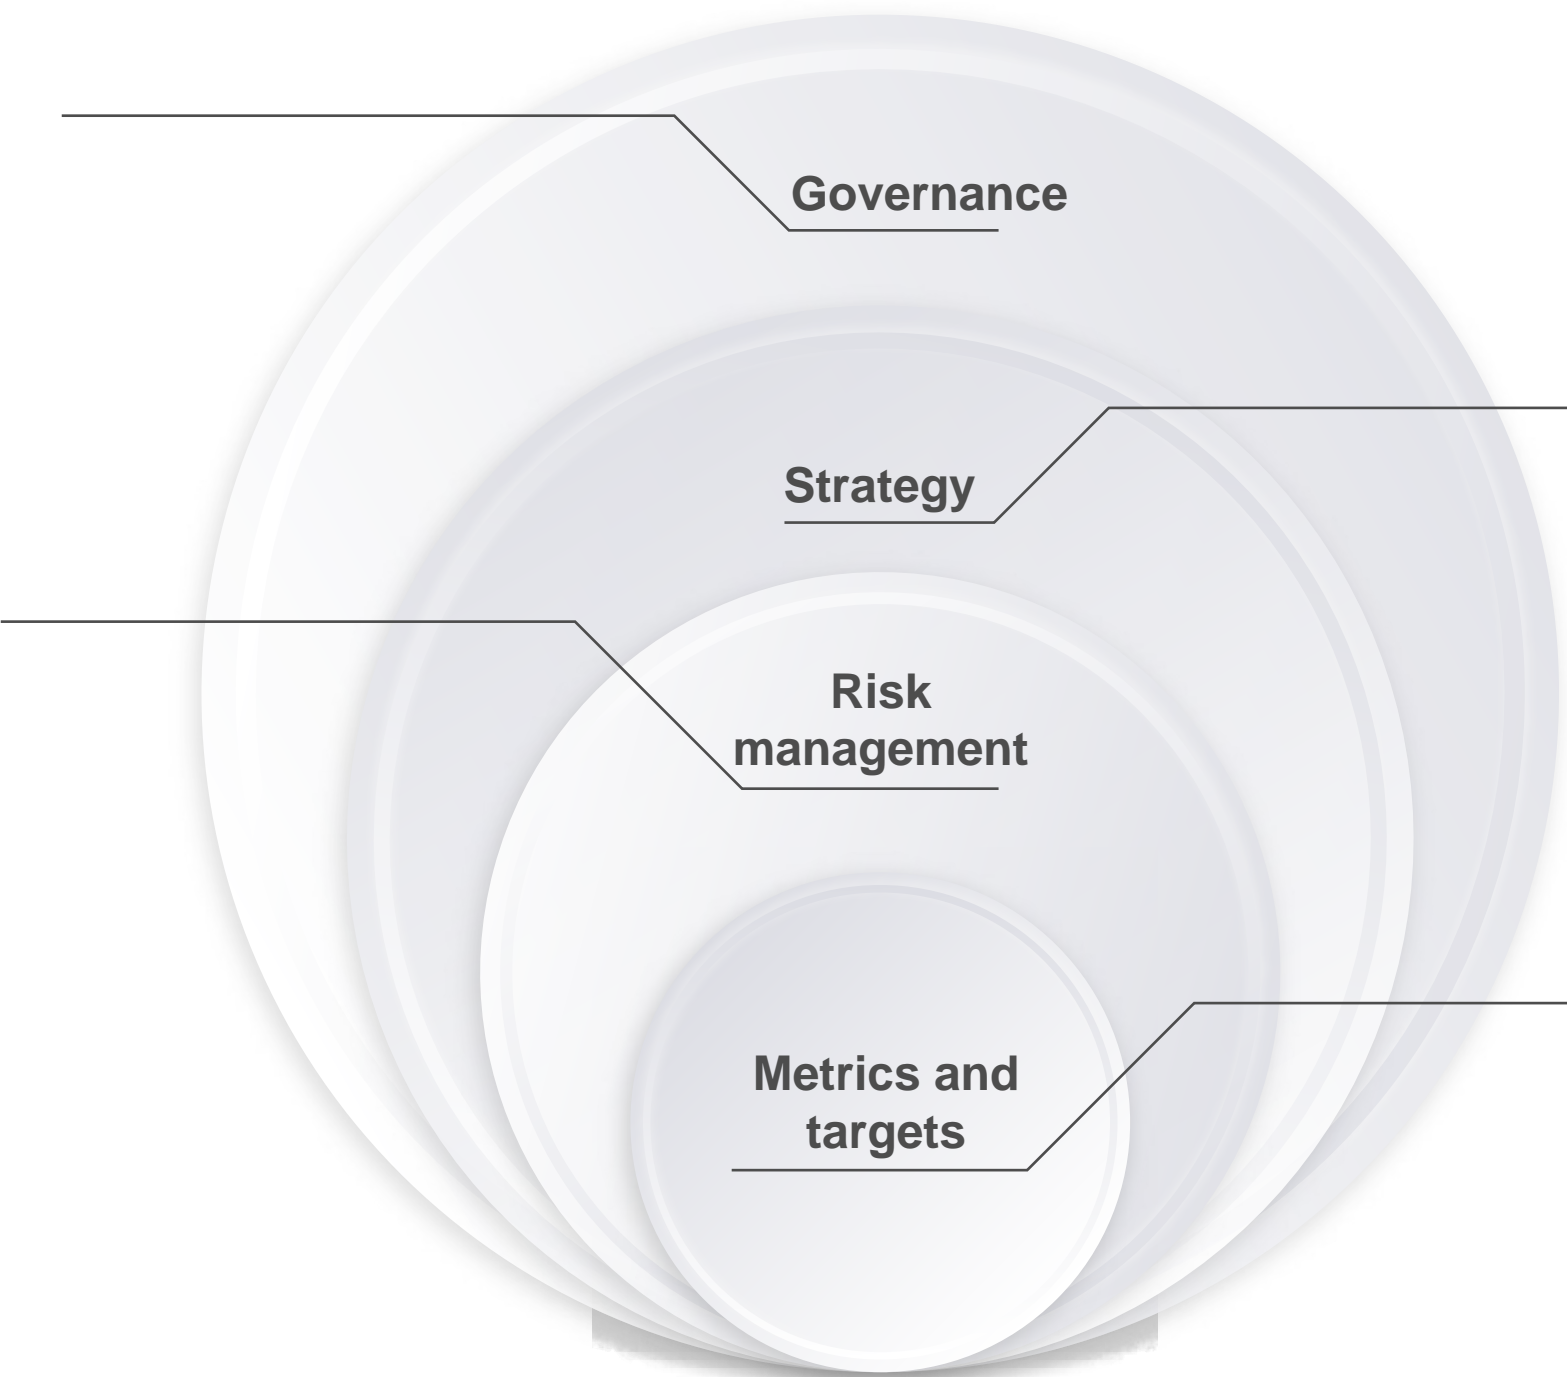 Governance
Strategy
Risk
management
Metrics and
targets